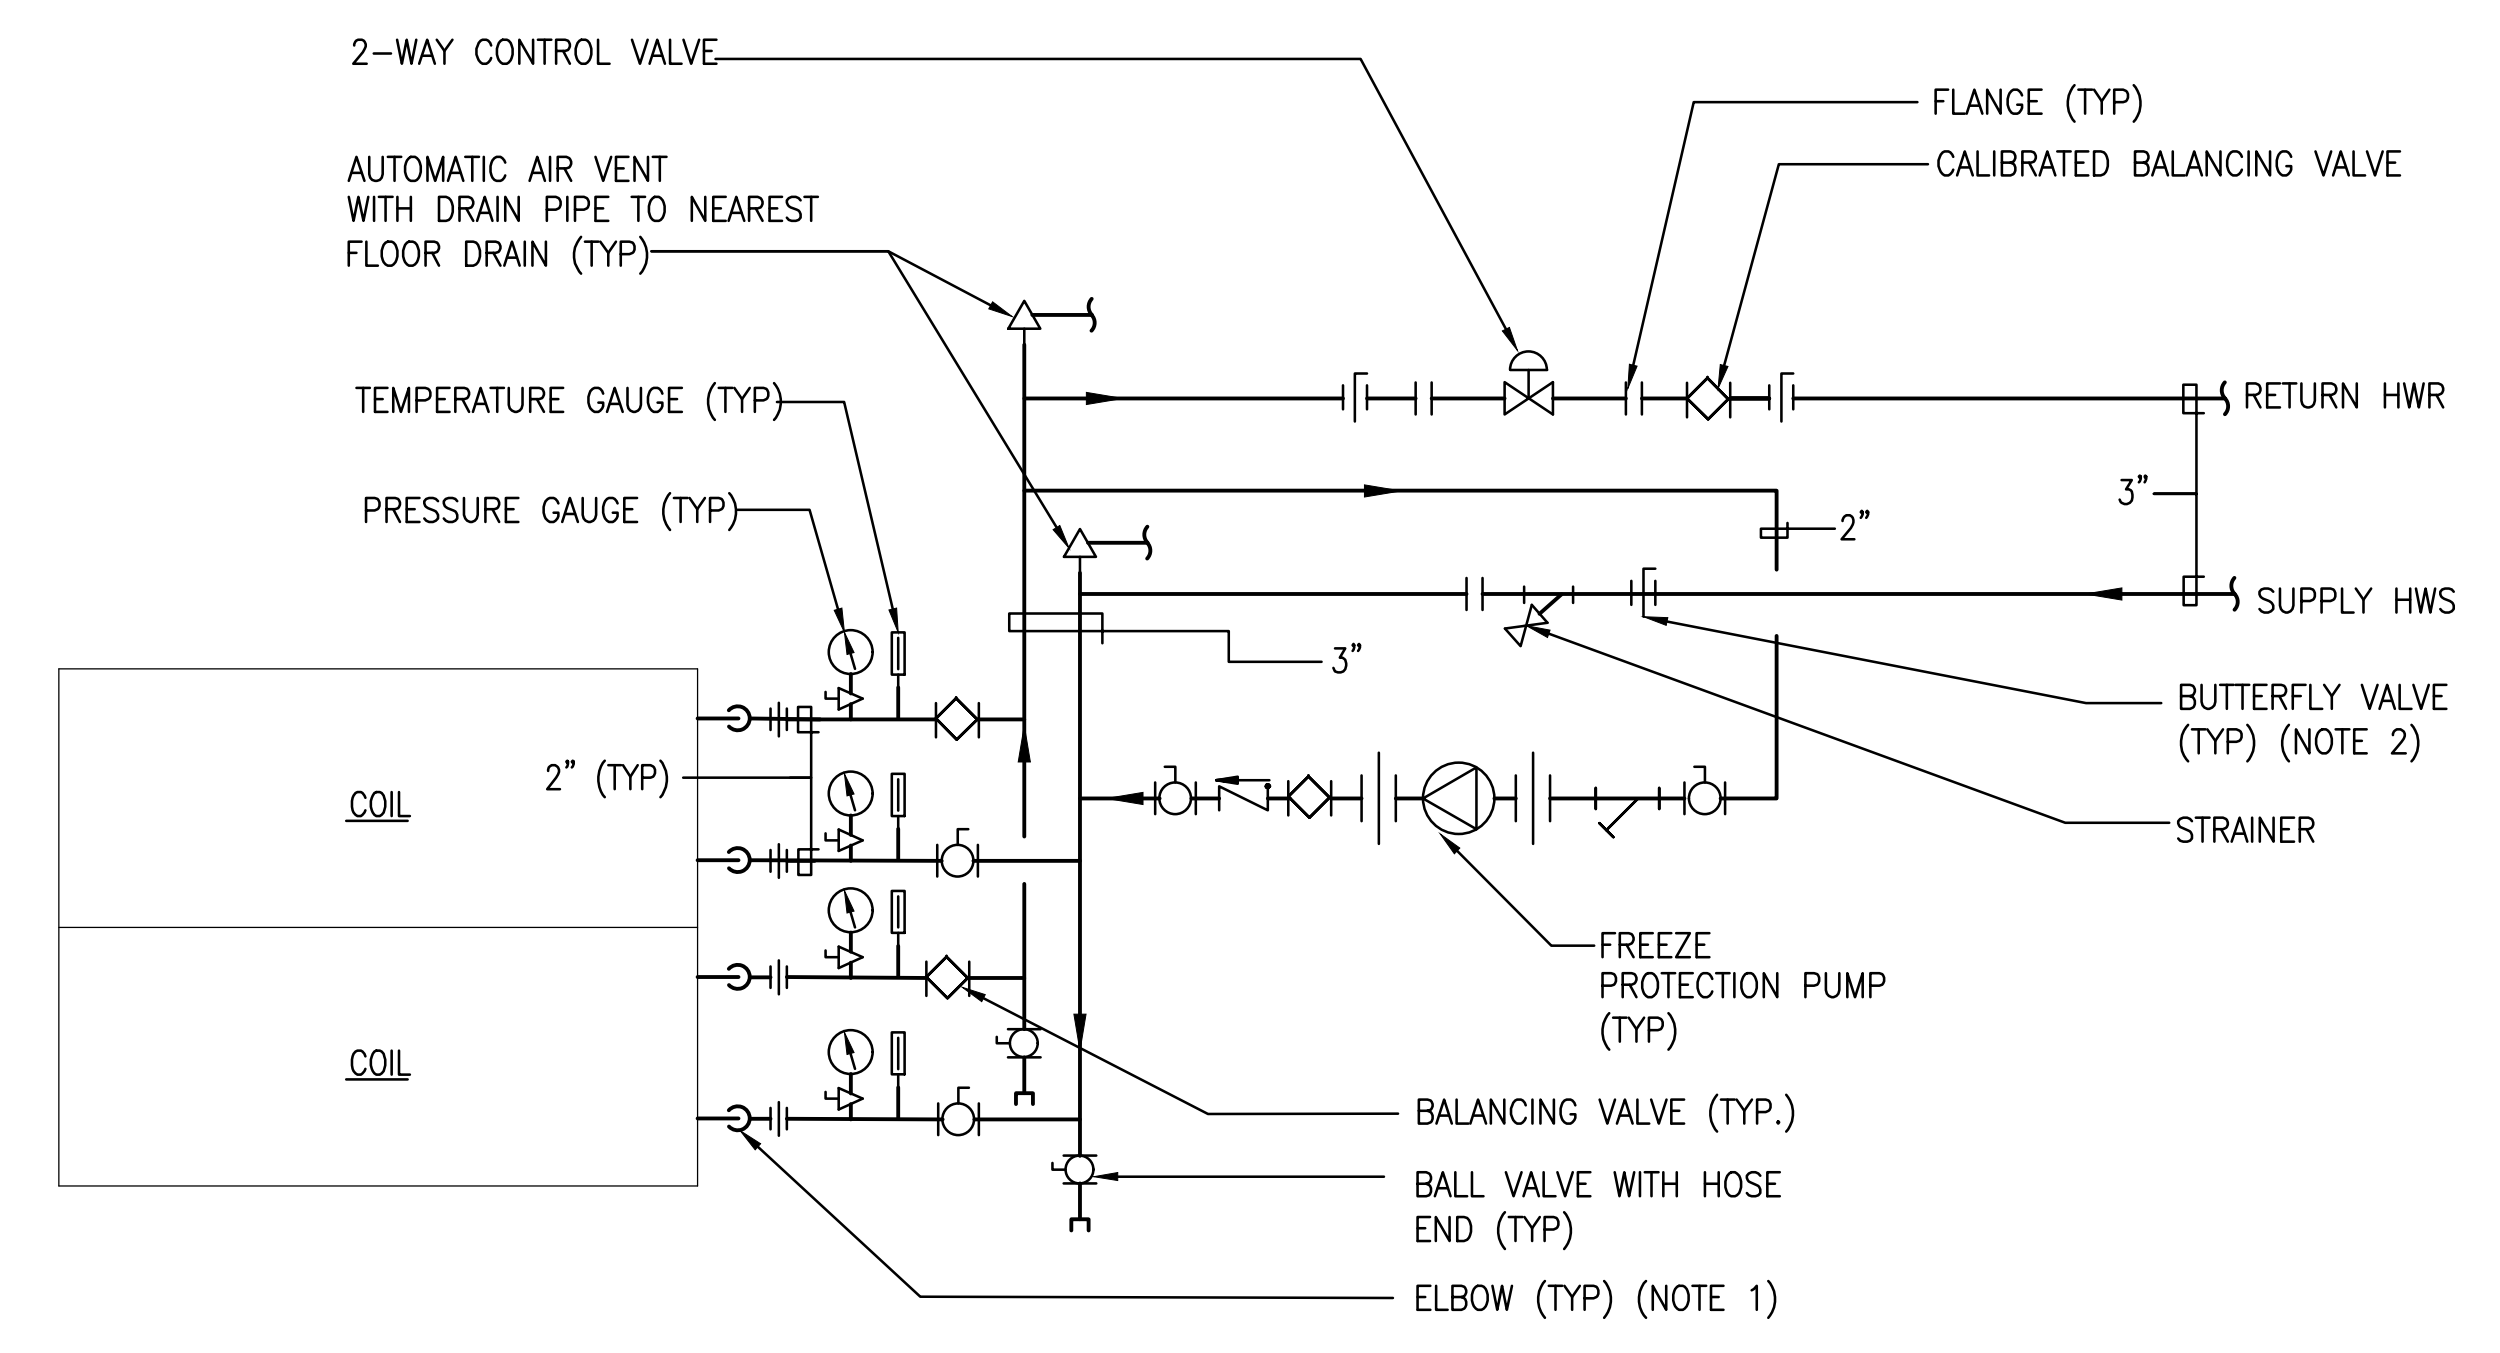 2-WAY CONTROL VALVE
FLANGE (TYP)
CALIBRATED BALANCING VALVE
AUTOMATIC AIR VENT
WITH DRAIN PIPE TO NEAREST
FLOOR DRAIN (TYP)
TEMPERATURE GAUGE (TYP)
RETURN HWR
PRESSURE GAUGE (TYP)
3"
2"
SUPPLY HWS
3"
BUTTERFLY VALVE
(TYP) (NOTE 2)
2" (TYP)
COIL
STRAINER
FREEZE
PROTECTION PUMP
(TYP)
COIL
BALANCING VALVE (TYP.)
BALL VALVE WITH HOSE
END (TYP)
ELBOW (TYP) (NOTE 1)